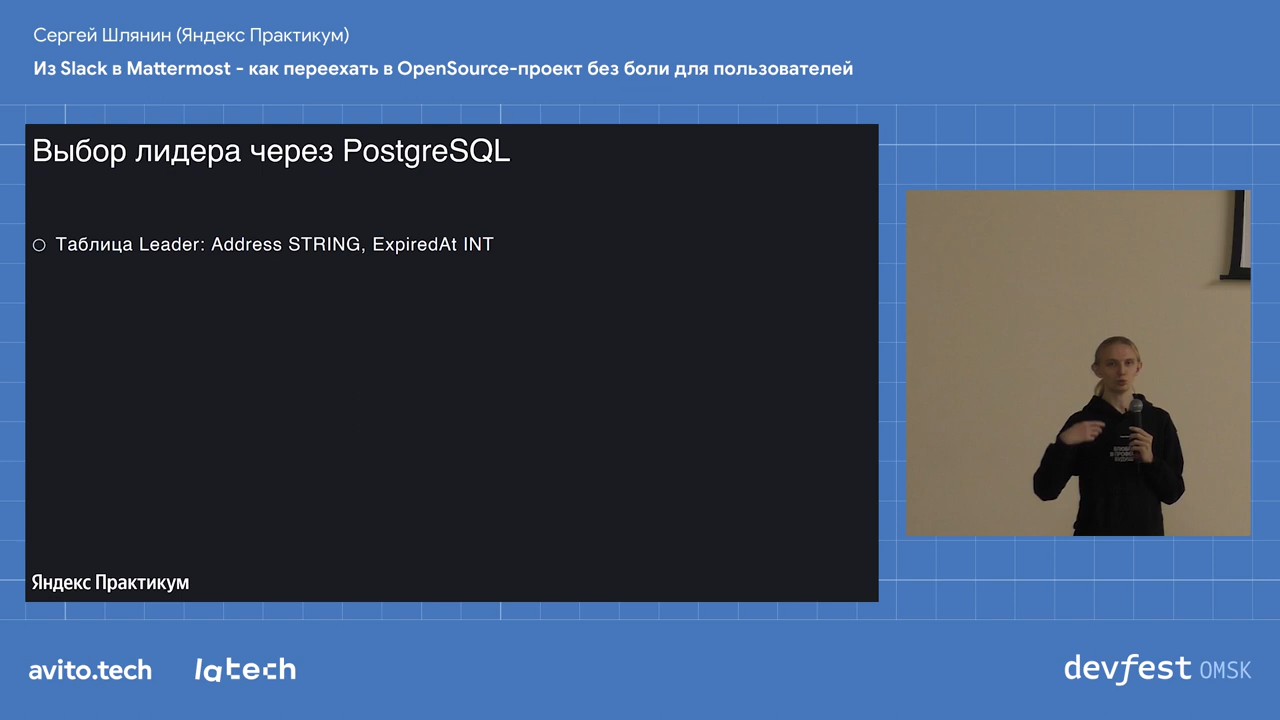 Сергей Шлянин (Яндекс Практикум)
Из Slack в Mattermost - как переехать в OpenSource-проект без боли для пользователей
Выбор лидера через PostgreSQL
Таблица Leader: Address STRING, ExpiredAt INT
Яндекс Практикум
avito.tech
latech
devfest OMSK